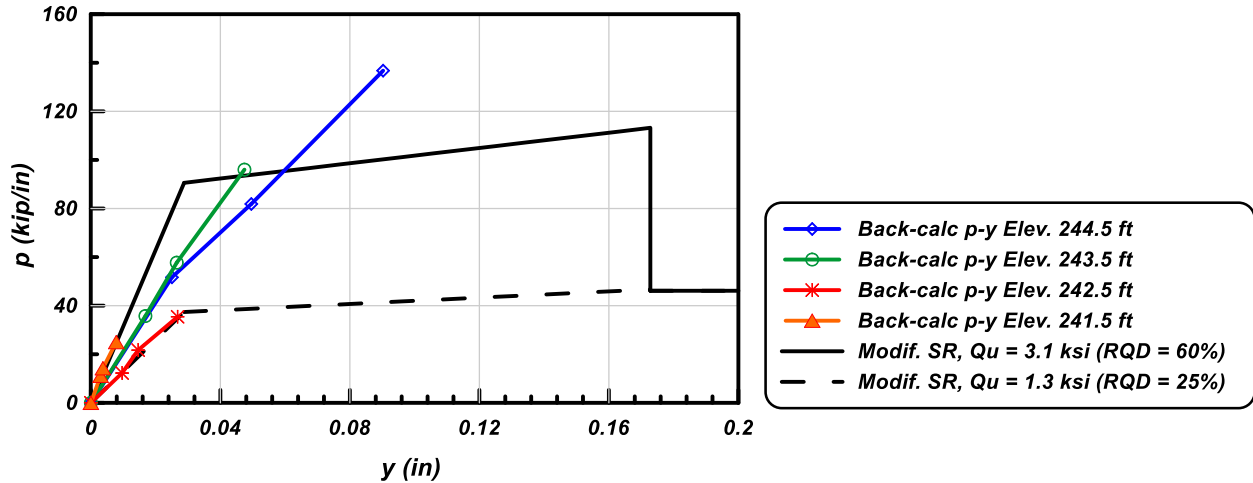 160
120
80
40
0
p (kip/in)
0
0.04
0.08
0.12
0.16
0.2
y (in)
Back-calc p-y Elev. 244.5 ft
Back-calc p-y Elev. 243.5 ft
Back-calc p-y Elev. 242.5 ft
Back-calc p-y Elev. 241.5 ft
Modif. SR, Qu = 3.1 ksi (RQD = 60%)
Modif. SR, Qu = 1.3 ksi (RQD = 25%)